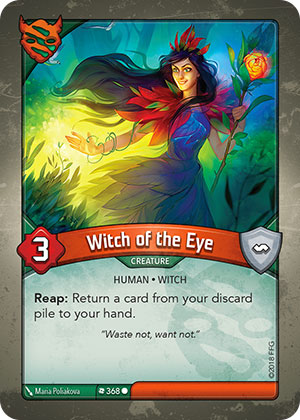 Witch of the Eye
CREATURE
3
HUMAN • WITCH
Reap: Return a card from your discard
pile to your hand.
"Waste not, want not."
©2018 FFG
Maria Poliakova
368